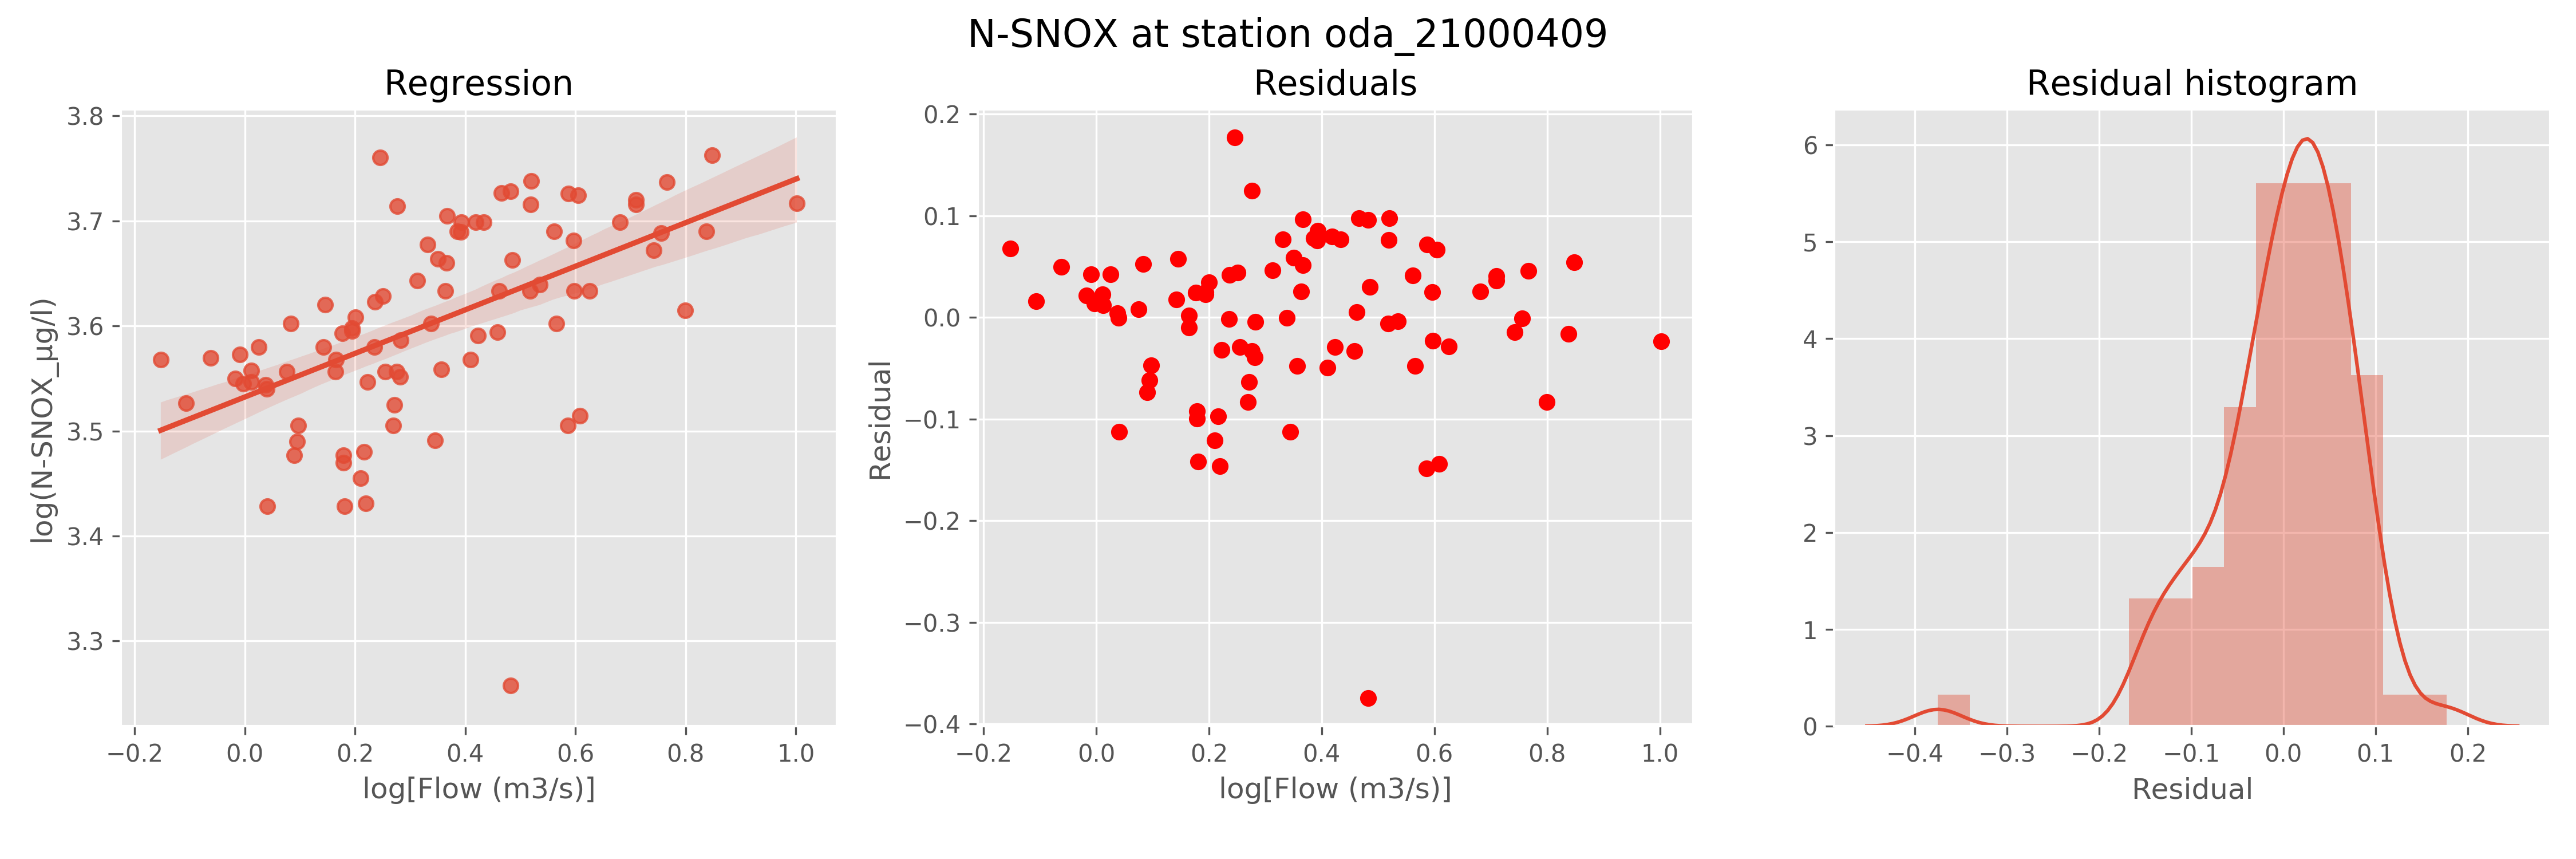 N-SNOX at station oda_21000409
Regression
3.8
3.7
3.6
3.5
3.4
3.3
log(N-SNOX_µg/l)
−0.2 0.0 0.2 0.4 0.6 0.8 1.0
log[Flow (m3/s)]
Residuals
0.2
0.1
0.0
−0.1
−0.2
−0.3
−0.4
Residual
−0.2 0.0 0.2 0.4 0.6 0.8 1.0
log[Flow (m3/s)]
Residual histogram
6
5
4
3
2
1
0
−0.4 −0.3 −0.2 −0.1 0.0 0.1 0.2
Residual